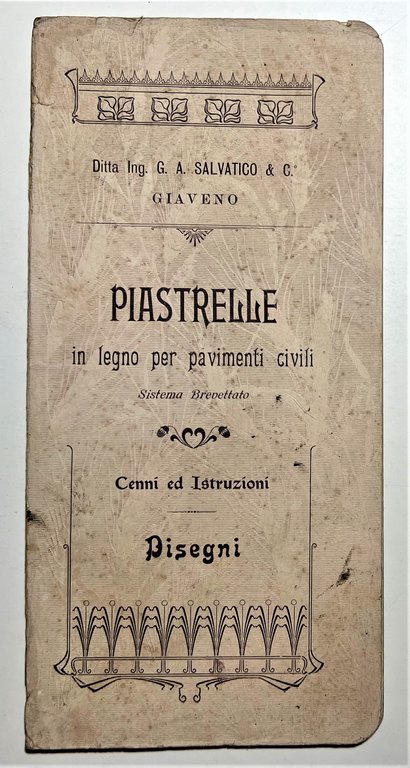 Ditta Ing. G. A. SALVATICO & C.
GIAVENO
PIASTRELLE
in legno per pavimenti civili
Sistema Brevettato
Cenni ed Istruzioni
Disegni